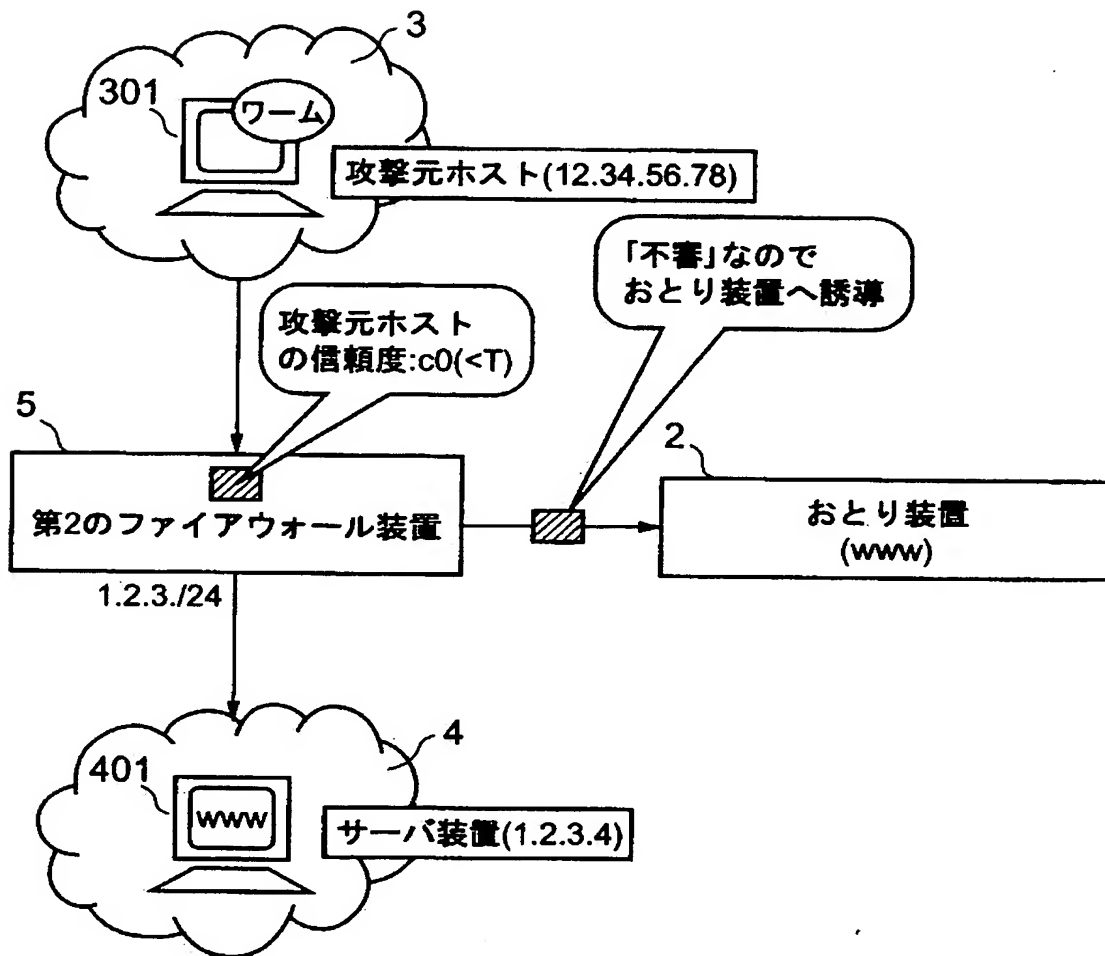 3
301
ワーム
攻撃元ホスト(12.34.56.78)
「不審」なので
おとり装置へ誘導
攻撃元ホスト
の信頼度:c0(<T)
5
2
第2のファイアウォール装置
おとり装置
(www)
1.2.3./24
4
401
www
サーバ装置(1.2.3.4)